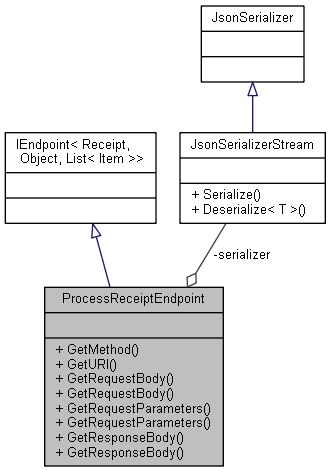 JsonSerializer
IEndpoint< Receipt,
Object, List< Item >>
JsonSerializerStream
+ Serialize()
+ Deserialize< T >()
-serializer
ProcessReceiptEndpoint
+ GetMethod()
+ GetURI()
+ GetRequestBody()
+ GetRequestBody()
+ GetRequestParameters()
+ GetRequestParameters()
+ GetResponseBody()
+ GetResponseBody()